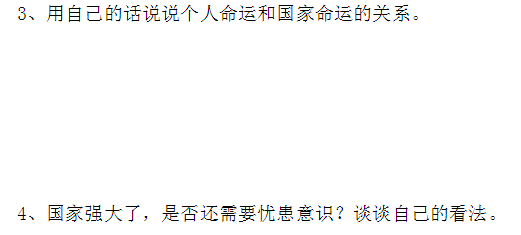 3、用自己的话说说个人命运和国家命运的关系。
4、国家强大了，是否还需要忧患意识？谈谈自己的看法。